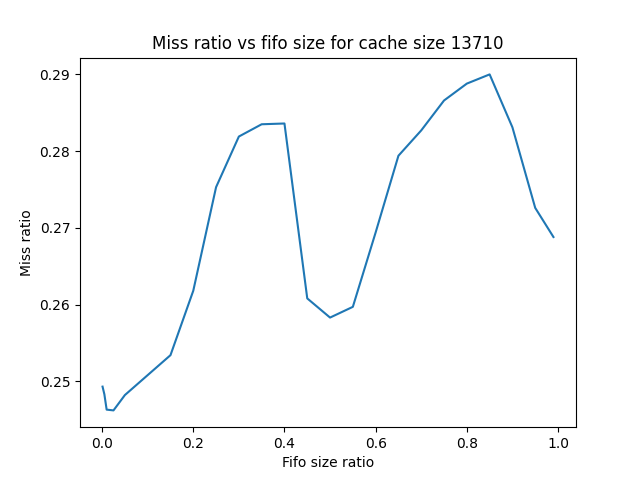 Miss ratio vs fifo size for cache size 13710
0.29
0.28
0.27
0.26
0.25
Miss ratio
0.0 0.2 0.4 0.6 0.8 1.0
Fifo size ratio